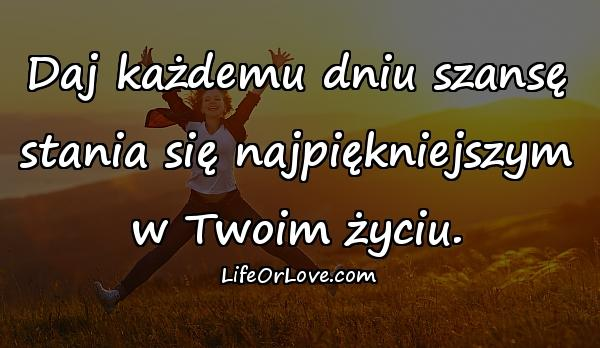 Daj każdemu dniu szansę
stania się najpiękniejszym
w Twoim życiu.
LifeOrLove.com